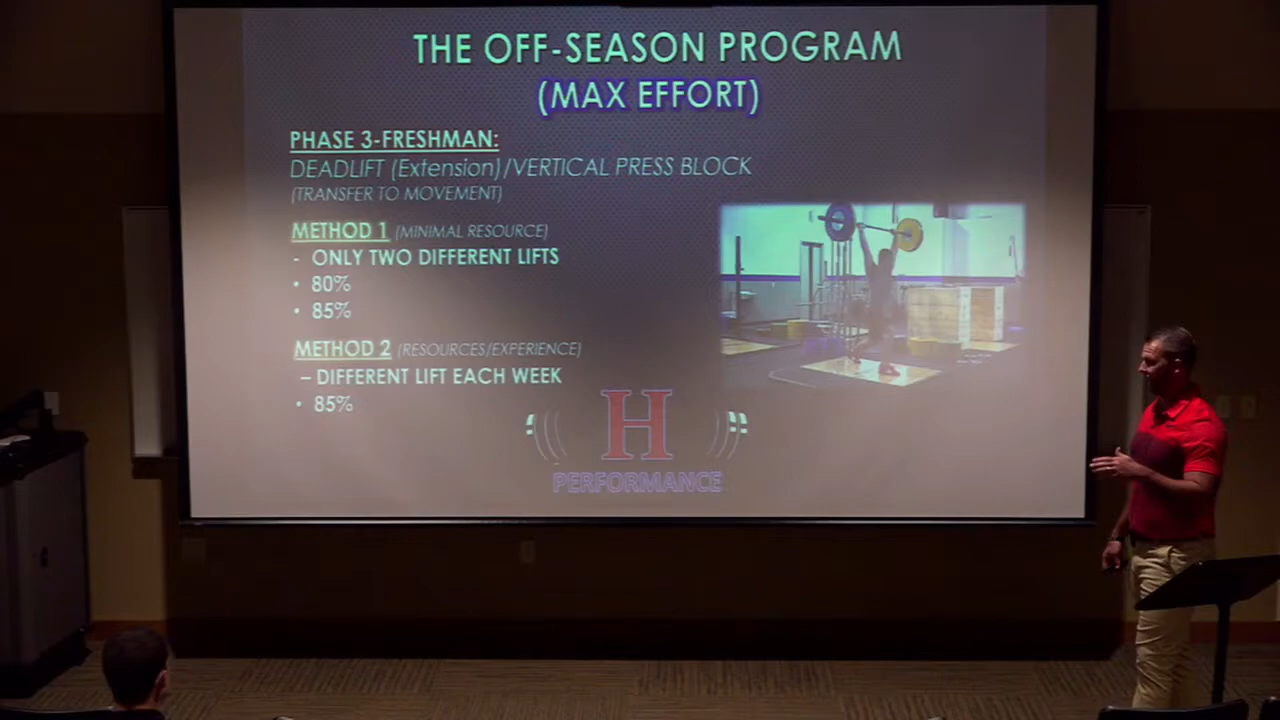 THE OFF-SEASON PROGRAM
(MAX EFFORT)
PHASE 3-FRESHMAN:
DEADLIFT (Extension)/VERTICAL PRESS BLOCK
(TRANSFER TO MOVEMENT)
METHOD 1 (MINIMAL RESOURCE)
- ONLY TWO DIFFERENT LIFTS
• 80%
• 85%
METHOD 2 (RESOURCES/EXPERIENCE)
– DIFFERENT LIFT EACH WEEK
• 85%
H
PERFORMANCE